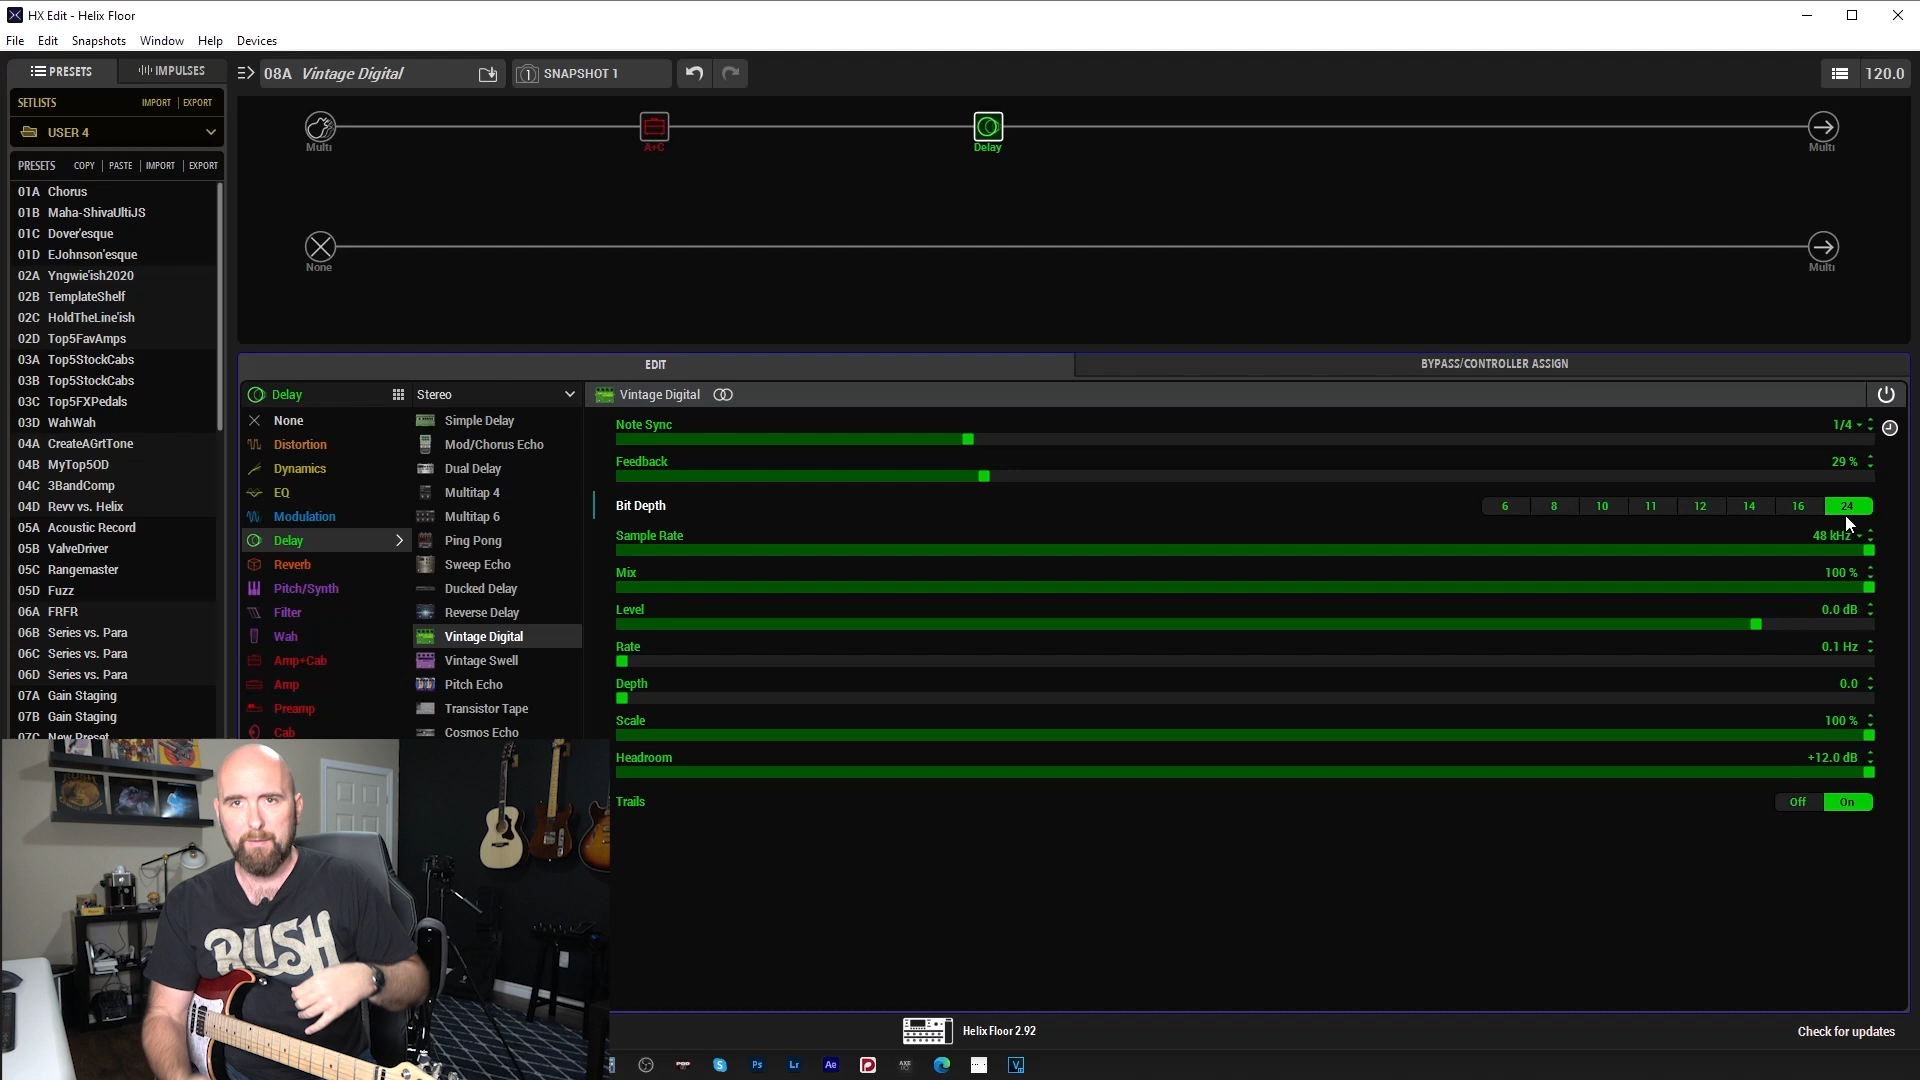 HX Edit - Helix Floor
File Edit Snapshots Window Help Devices
PRESETS IMPULSES
08A Vintage Digital
1 SNAPSHOT 1
120.0
SETLISTS IMPORT | EXPORT
USER 4
PRESETS COPY | PASTE | IMPORT | EXPORT
01A Chorus
01B Maha-ShivaUltiJS
01C Dover'esque
01D EJohnson'esque
02A Yngwie'ish2020
02B TemplateShelf
02C HoldTheLine'ish
02D Top5FavAmps
03A Top5StockCabs
03B Top5StockCabs
03C Top5FXPedals
03D WahWah
04A CreateAGrtTone
04B MyTop5OD
04C 3BandComp
04D Revv vs. Helix
05A Acoustic Record
05B ValveDriver
05C Rangemaster
05D Fuzz
06A FRFR
06B Series vs. Para
06C Series vs. Para
06D Series vs. Para
07A Gain Staging
07B Gain Staging
07C New Preset
Multi A+C Delay Multi
None Multi
EDIT BYPASS/CONTROLLER ASSIGN
Delay Stereo
None
Distortion
Dynamics
EQ
Modulation
Delay
Reverb
Pitch/Synth
Filter
Wah
Amp+Cab
Amp
Preamp
Cab
Simple Delay
Mod/Chorus Echo
Dual Delay
Multitap 4
Multitap 6
Ping Pong
Sweep Echo
Ducked Delay
Reverse Delay
Vintage Digital
Vintage Swell
Pitch Echo
Transistor Tape
Cosmos Echo
Vintage Digital
Note Sync 1/4
Feedback 29 %
Bit Depth 6 8 10 11 12 14 16 24
Sample Rate 48 kHz
Mix 100 %
Level 0.0 dB
Rate 0.1 Hz
Depth 0.0
Scale 100 %
Headroom +12.0 dB
Trails Off On
RUSH
RUSH
Helix Floor 2.92
Check for updates
Ps Lr Ae